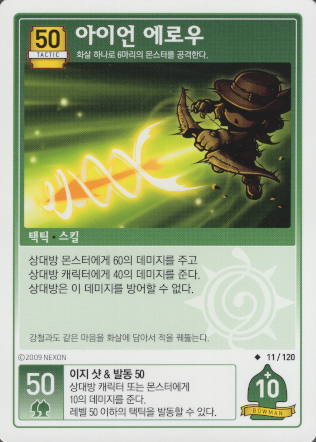 50
TACTIC
아이언 에로우
화살 하나로 6마리의 몬스터를 공격한다.
택틱·스킬
상대방 몬스터에게 60의 데미지를 주고
상대방 캐릭터에게 40의 데미지를 준다.
상대방은 이 데미지를 방어할 수 없다.
강철과도 같은 마음을 화살에 담아서 적을 꿰뚫는다.
©2009 NEXON
◆ 11/120
50
이지 샷 & 발동 50
상대방 캐릭터 또는 몬스터에게
10의 데미지를 준다.
레벨 50 이하의 택틱을 발동할 수 있다.
+
10
BOWMAN